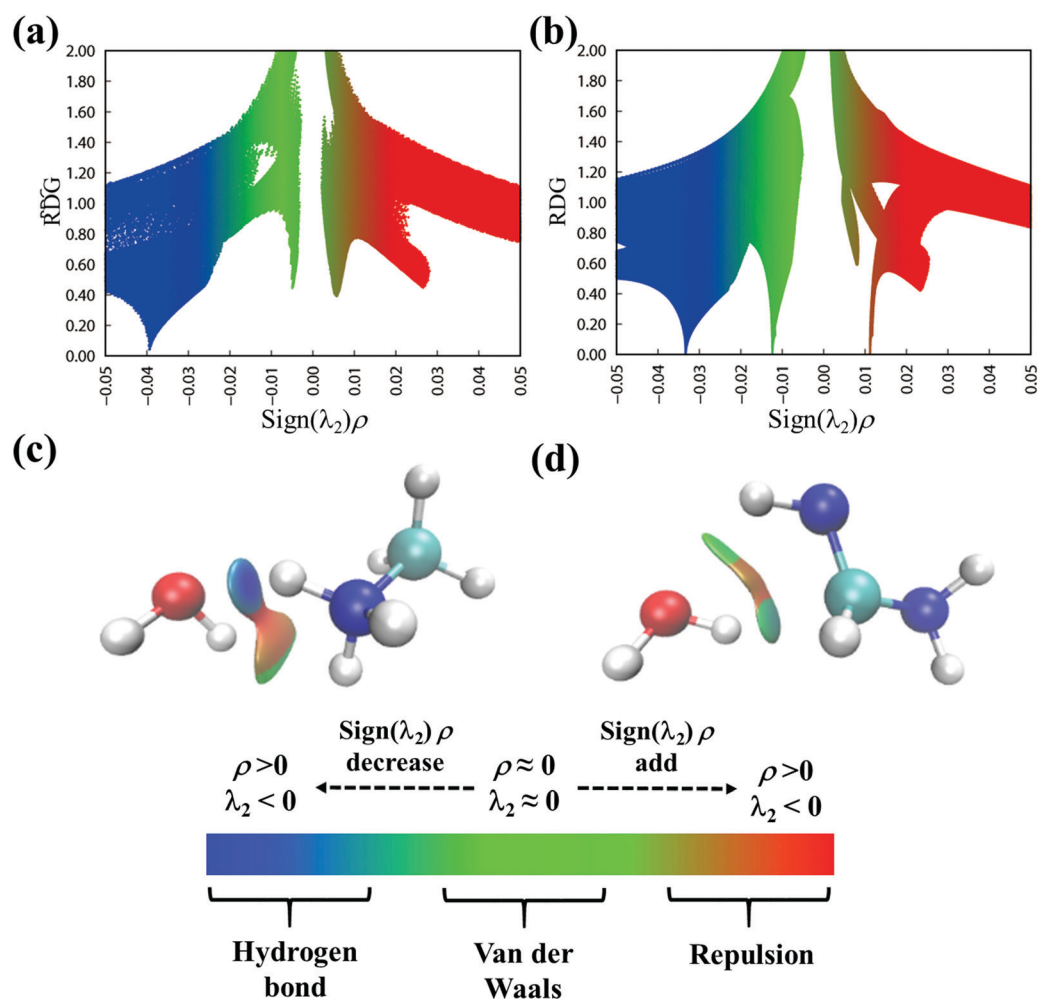 (a)
(b)
RDG
2.00
1.80
1.60
1.40
1.20
1.00
0.80
0.60
0.40
0.20
0.00
−0.05
−0.04
−0.03
−0.02
−0.01
0.00
0.01
0.02
0.03
0.04
0.05
Sign(λ₂)ρ
RDG
2.00
1.80
1.60
1.40
1.20
1.00
0.80
0.60
0.40
0.20
0.00
−0.05
−0.04
−0.03
−0.02
−0.01
0.00
0.01
0.02
0.03
0.04
0.05
Sign(λ₂)ρ
(c)
(d)
Sign(λ₂) ρ
decrease
Sign(λ₂) ρ
add
ρ >0
λ₂ < 0
ρ ≈ 0
λ₂ ≈ 0
ρ >0
λ₂ < 0
Hydrogen
bond
Van der
Waals
Repulsion